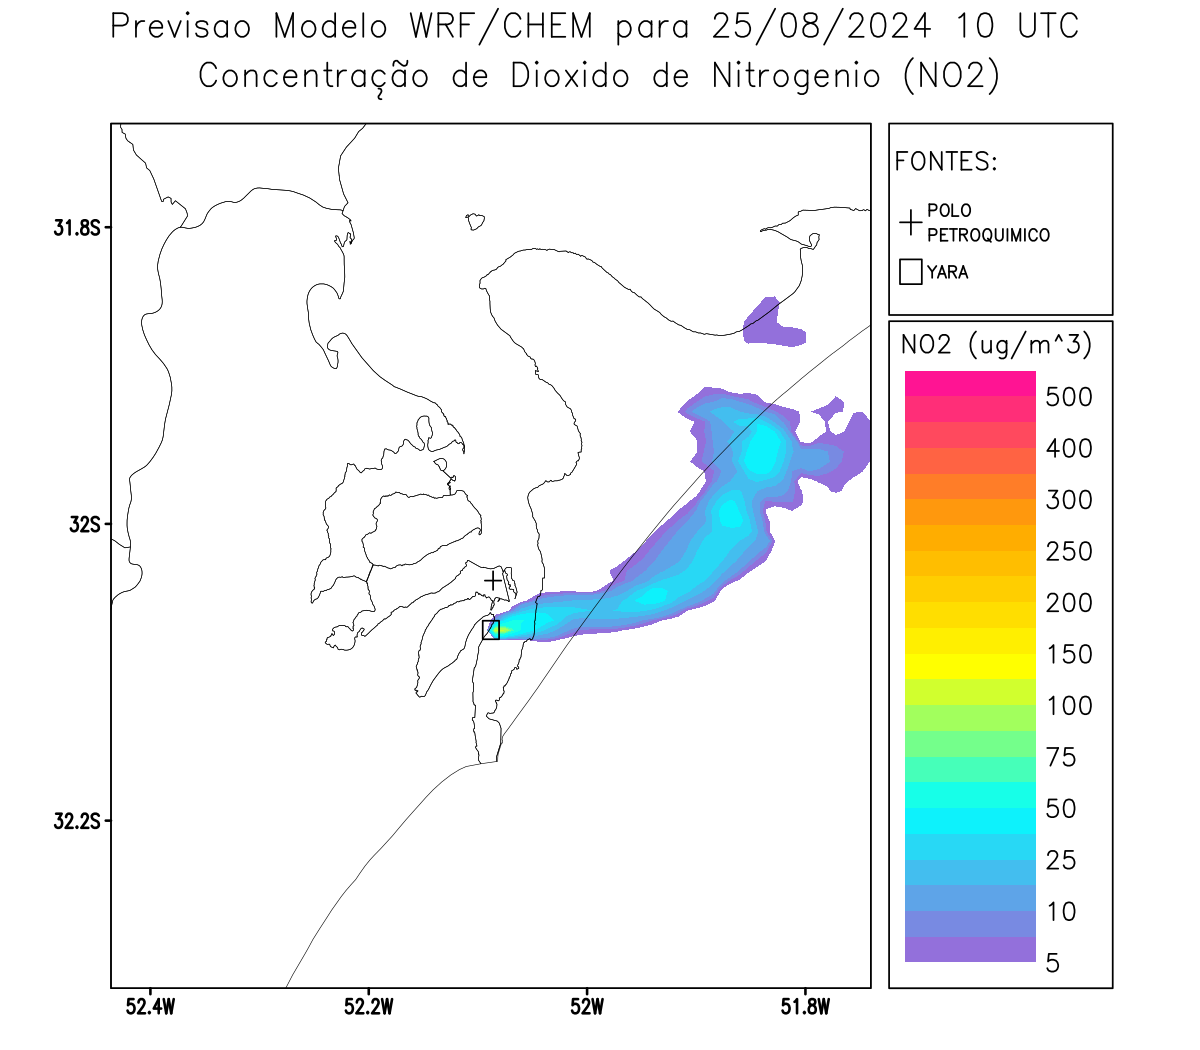 Previsao Modelo WRF/CHEM para 25/08/2024 10 UTC
Concentração de Dioxido de Nitrogenio (NO2)
FONTES:
POLO
PETROQUIMICO
YARA
NO2 (ug/m^3)
500
400
300
250
200
150
100
75
50
25
10
5
31.8S
32S
32.2S
52.4W
52.2W
52W
51.8W